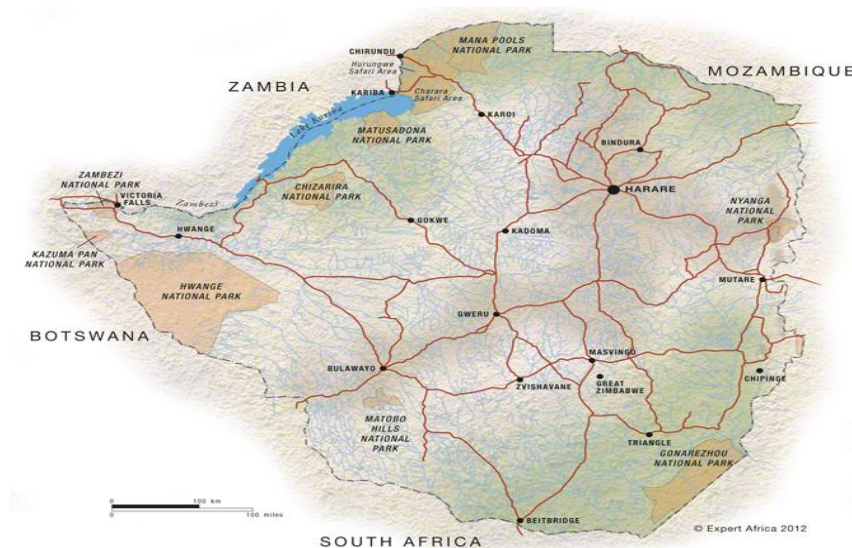 MANA POOLS
NATIONAL PARK
CHIRUNDU
Hurungwe
Safari Area
ZAMBIA
MOZAMBIQUE
KARIBA
Charara
Safari Area
KAROI
Lake Kariba
MATUSADONA
NATIONAL PARK
BINDURA
ZAMBEZI
NATIONAL PARK
VICTORIA
FALLS
Zambezi
CHIZARIRA
NATIONAL PARK
HARARE
NYANGA
NATIONAL
PARK
GOKWE
KADOMA
HWANGE
KAZUMA PAN
NATIONAL PARK
HWANGE
NATIONAL PARK
MUTARE
BOTSWANA
GWERU
MASVINGO
BULAWAYO
ZVISHAVANE
GREAT
ZIMBABWE
CHIPINGE
MATOBO
HILLS
NATIONAL
PARK
TRIANGLE
GONAREZHOU
NATIONAL PARK
0 100 km
0 100 miles
BEITBRIDGE
© Expert Africa 2012
SOUTH AFRICA